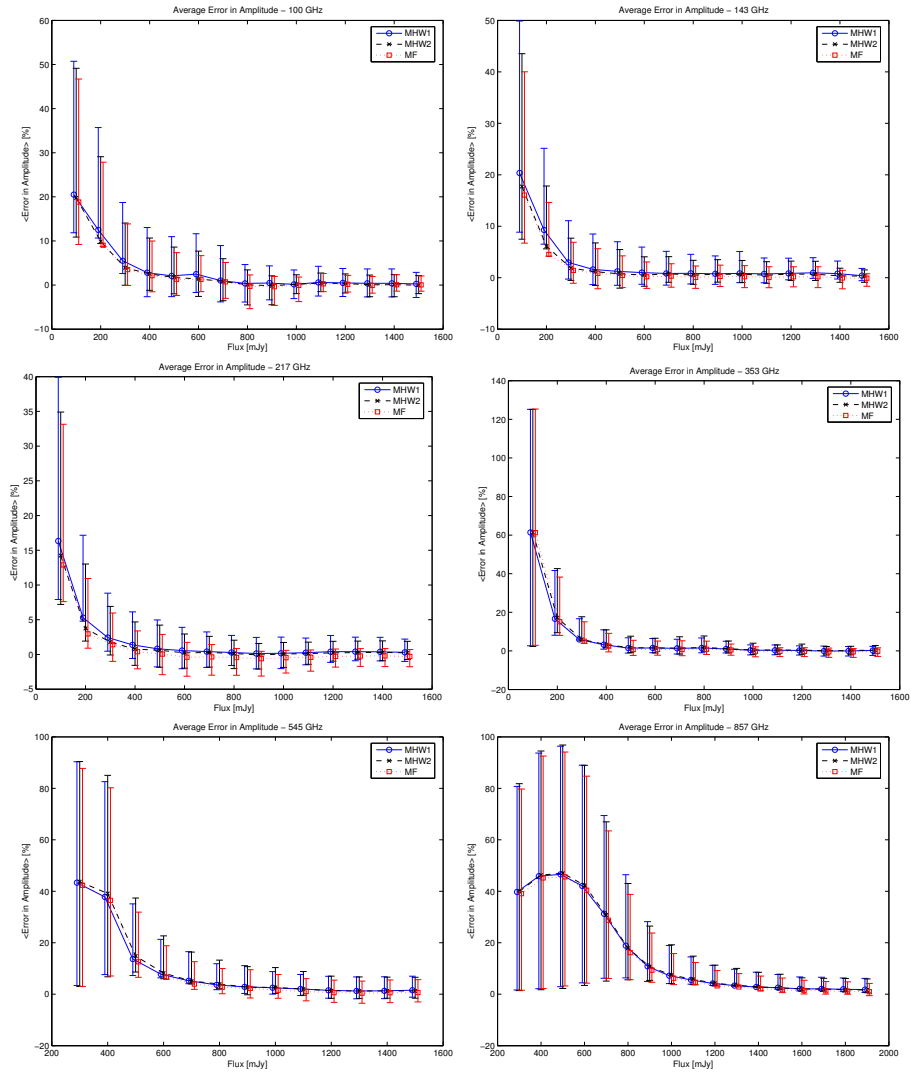 Average Error in Amplitude − 100 GHz
<Error in Amplitude> [%]
60
50
40
30
20
10
0
−10
0 200 400 600 800 1000 1200 1400 1600
Flux [mJy]
MHW1
MHW2
MF
Average Error in Amplitude − 143 GHz
<Error in Amplitude> [%]
50
40
30
20
10
0
−10
0 200 400 600 800 1000 1200 1400 1600
Flux [mJy]
MHW1
MHW2
MF
Average Error in Amplitude − 217 GHz
<Error in Amplitude> [%]
40
35
30
25
20
15
10
5
0
−5
0 200 400 600 800 1000 1200 1400 1600
Flux [mJy]
MHW1
MHW2
MF
Average Error in Amplitude − 353 GHz
<Error in Amplitude> [%]
140
120
100
80
60
40
20
0
−20
0 200 400 600 800 1000 1200 1400 1600
Flux [mJy]
MHW1
MHW2
MF
Average Error in Amplitude − 545 GHz
<Error in Amplitude> [%]
100
80
60
40
20
0
−20
200 400 600 800 1000 1200 1400 1600
Flux [mJy]
MHW1
MHW2
MF
Average Error in Amplitude − 857 GHz
<Error in Amplitude> [%]
100
80
60
40
20
0
−20
200 400 600 800 1000 1200 1400 1600 1800 2000
Flux [mJy]
MHW1
MHW2
MF